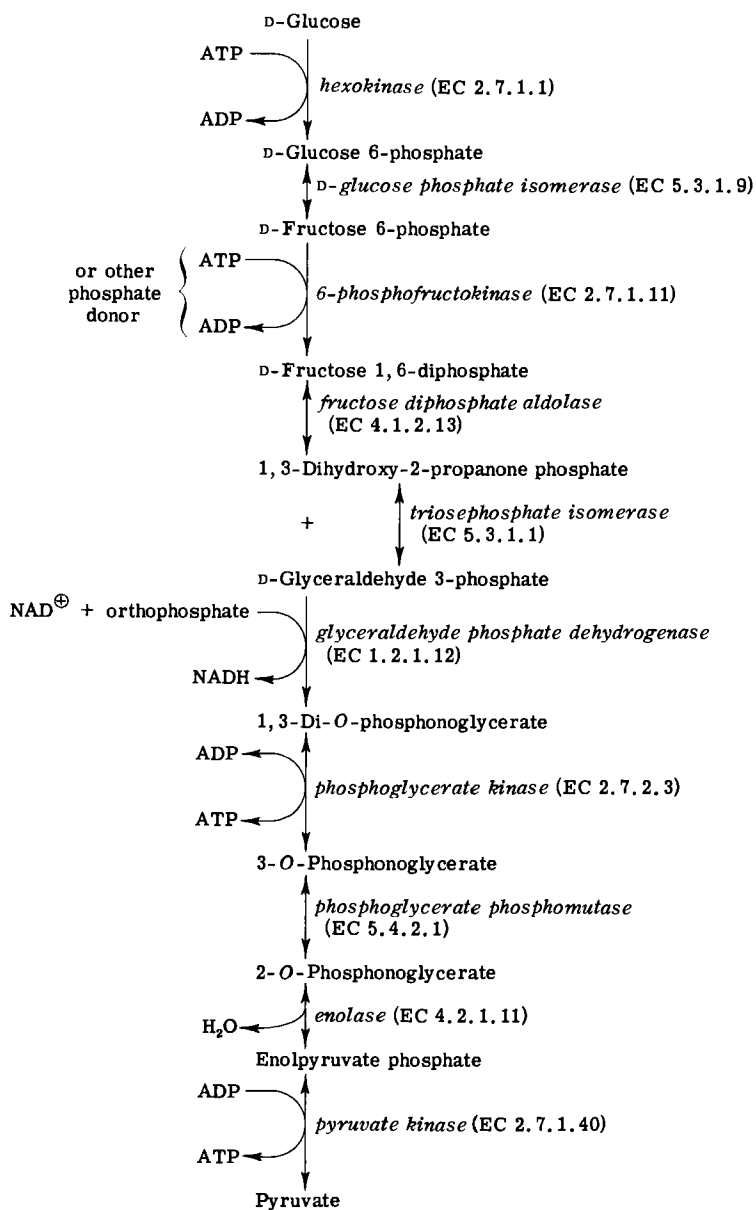 D-Glucose
ATP
hexokinase (EC 2.7.1.1)
ADP
D-Glucose 6-phosphate
D-glucose phosphate isomerase (EC 5.3.1.9)
D-Fructose 6-phosphate
or other
phosphate
donor
ATP
6-phosphofructokinase (EC 2.7.1.11)
ADP
D-Fructose 1,6-diphosphate
fructose diphosphate aldolase
(EC 4.1.2.13)
1,3-Dihydroxy-2-propanone phosphate
+
triosephosphate isomerase
(EC 5.3.1.1)
D-Glyceraldehyde 3-phosphate
NAD⊕ + orthophosphate
glyceraldehyde phosphate dehydrogenase
(EC 1.2.1.12)
NADH
1,3-Di-O-phosphonoglycerate
ADP
phosphoglycerate kinase (EC 2.7.2.3)
ATP
3-O-Phosphonoglycerate
phosphoglycerate phosphomutase
(EC 5.4.2.1)
2-O-Phosphonoglycerate
enolase (EC 4.2.1.11)
H₂O
Enolpyruvate phosphate
ADP
pyruvate kinase (EC 2.7.1.40)
ATP
Pyruvate